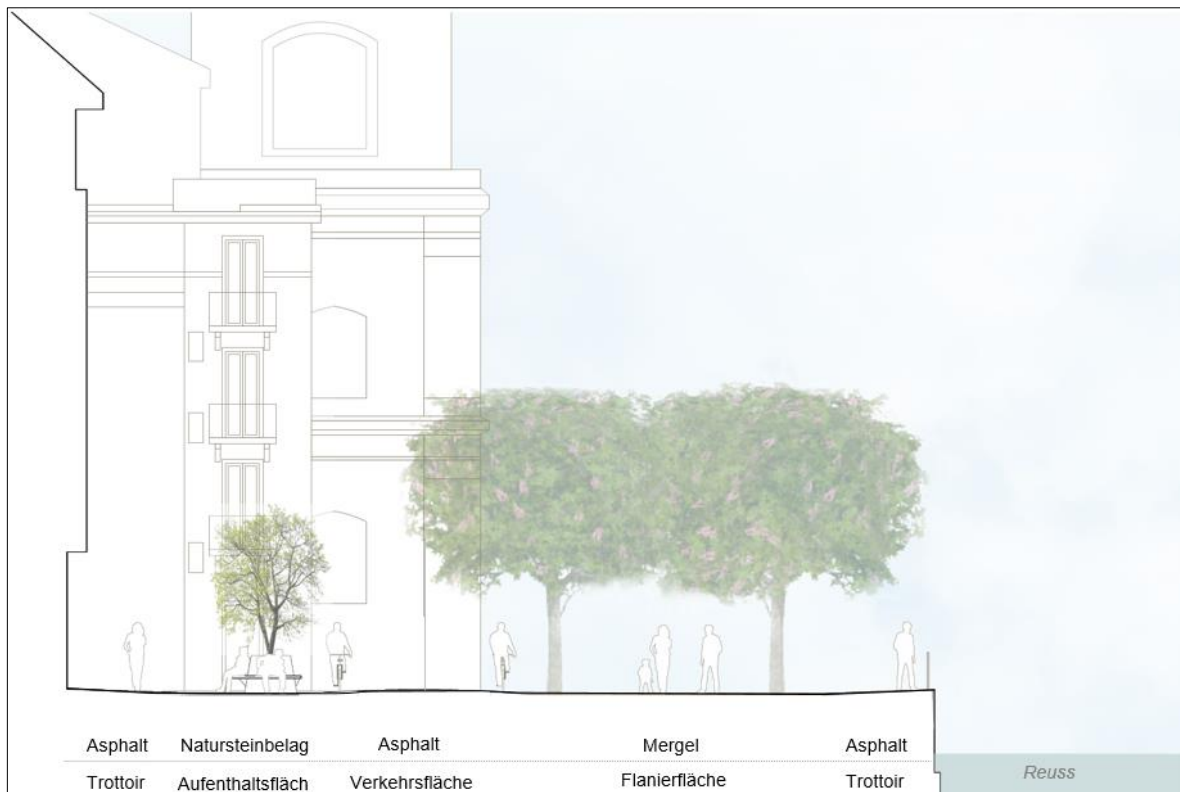 Asphalt Natursteinbelag Asphalt Mergel Asphalt
Trottoir Aufenthaltsfläch Verkehrsfläche Flanierfläche Trottoir
Reuss